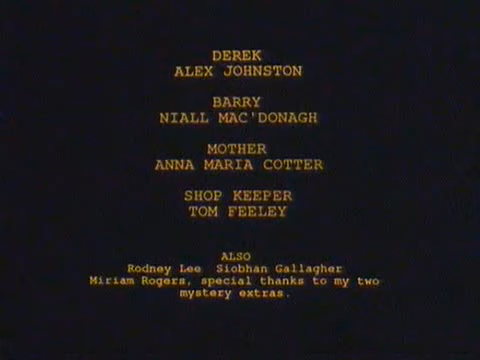 DEREK
ALEX JOHNSTON
BARRY
NIALL MAC'DONAGH
MOTHER
ANNA MARIA COTTER
SHOP KEEPER
TOM FEELEY
ALSO
Rodney Lee  Siobhan Gallagher
Miriam Rogers, special thanks to my two
mystery extras.